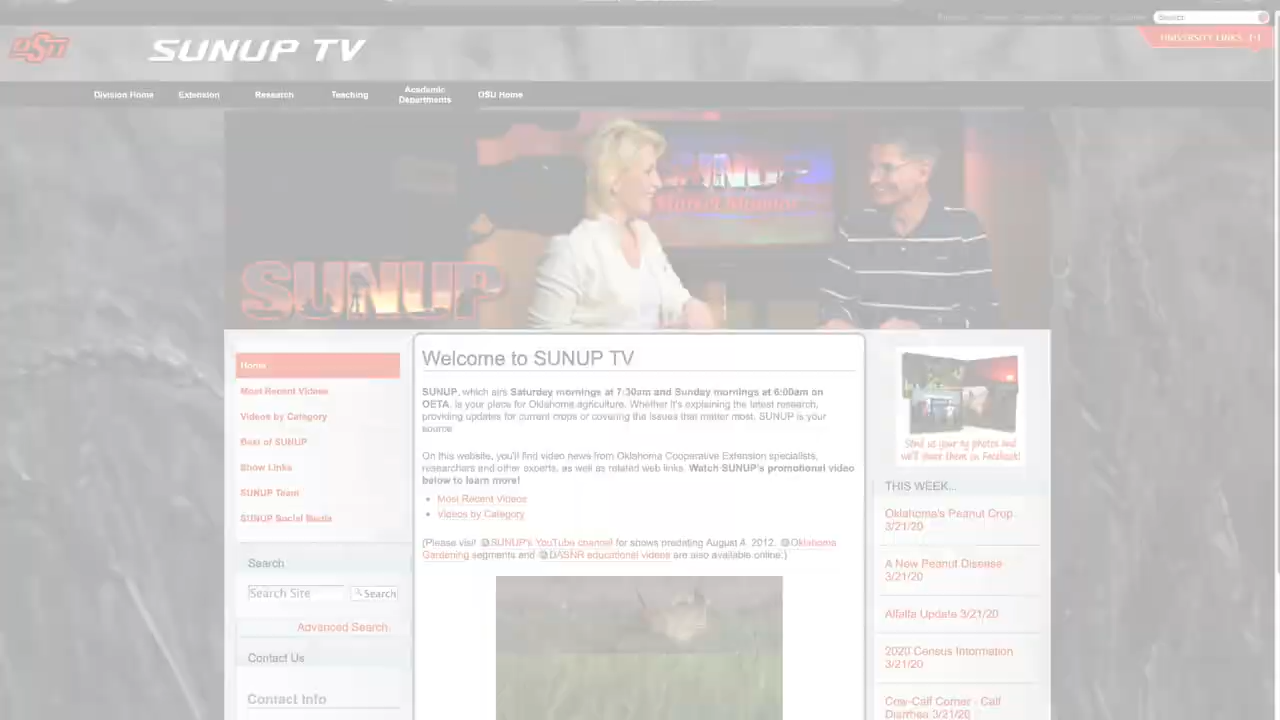 Search
OSU
SUNUP TV
UNIVERSITY LINKS [+]
Division Home
Extension
Research
Teaching
Academic
Departments
OSU Home
SUNUP
Market Monitor
SUNUP
Home
Most Recent Videos
Videos by Category
Best of SUNUP
Show Links
SUNUP Team
SUNUP Social Media
Search
Search Site
Search
Advanced Search
Contact Us
Contact Info
Welcome to SUNUP TV
SUNUP, which airs Saturday mornings at 7:30am and Sunday mornings at 6:00am on
OETA, is your place for Oklahoma agriculture. Whether it's explaining the latest research,
providing updates for current crops or covering the issues that matter most. SUNUP is your
source
On this website, you'll find video news from Oklahoma Cooperative Extension specialists,
researchers and other experts, as well as related web links. Watch SUNUP's promotional video
below to learn more!
Most Recent Videos
Videos by Category
(Please visit SUNUP's YouTube channel for shows predating August 4, 2012. Oklahoma
Gardening segments and DASNR educational videos are also available online.)
Send us your ag photos and
we'll share them on Facebook!
THIS WEEK...
Oklahoma's Peanut Crop
3/21/20
A New Peanut Disease
3/21/20
Alfalfa Update 3/21/20
2020 Census Information
3/21/20
Cow-Calf Corner - Calf
Diarrhea 3/21/20